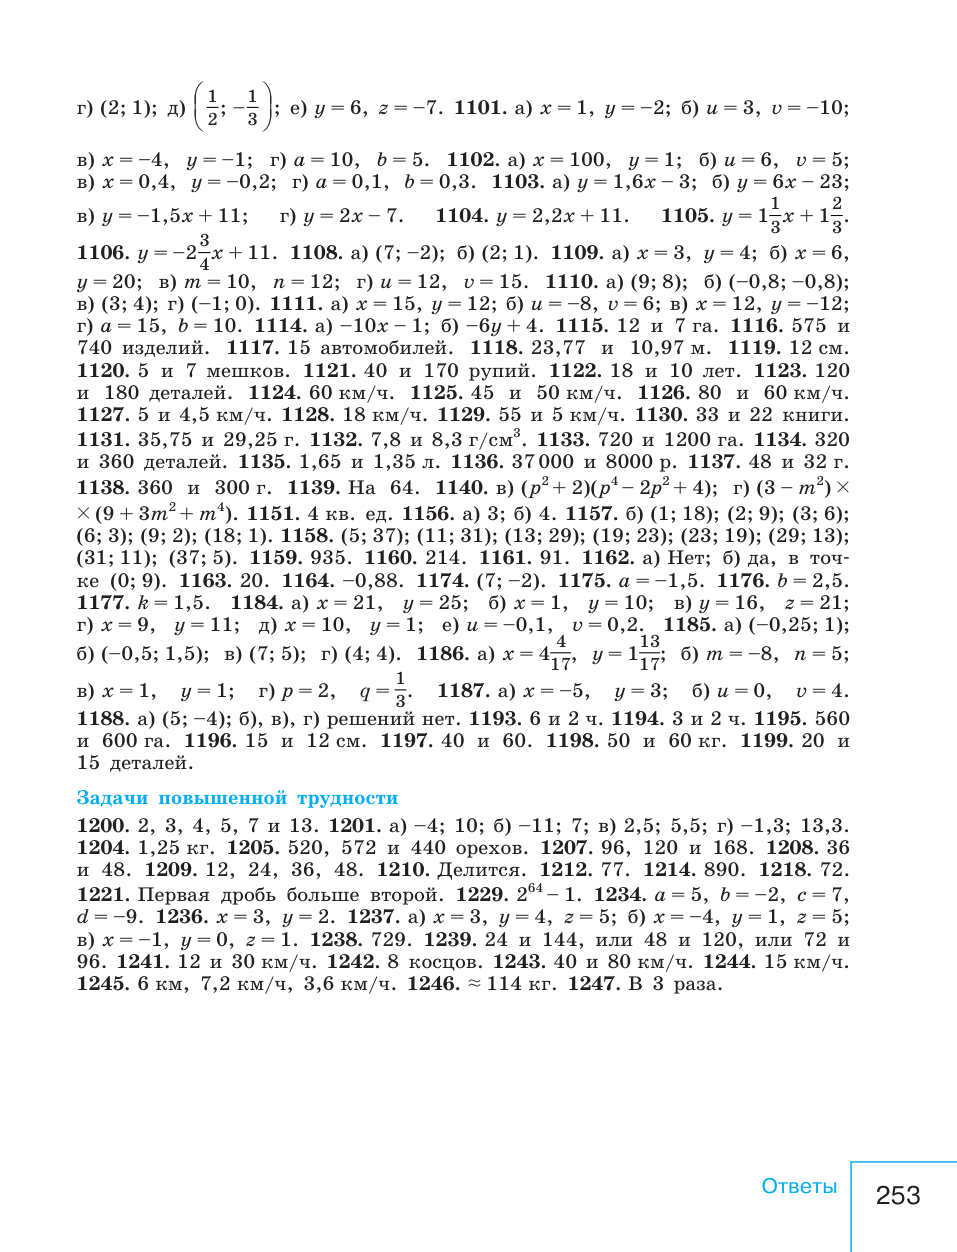 г) (2; 1); д) (1/2; −1/3); е) y = 6, z = −7. 1101. а) x = 1, y = −2; б) u = 3, v = −10;
в) x = −4, y = −1; г) a = 10, b = 5. 1102. а) x = 100, y = 1; б) u = 6, v = 5;
в) x = 0,4, y = −0,2; г) a = 0,1, b = 0,3. 1103. а) y = 1,6x − 3; б) y = 6x − 23;
в) y = −1,5x + 11; г) y = 2x − 7. 1104. y = 2,2x + 11. 1105. y = 1 1/3 x + 1 2/3.
1106. y = −2 3/4 x + 11. 1108. а) (7; −2); б) (2; 1). 1109. а) x = 3, y = 4; б) x = 6,
y = 20; в) m = 10, n = 12; г) u = 12, v = 15. 1110. а) (9; 8); б) (−0,8; −0,8);
в) (3; 4); г) (−1; 0). 1111. а) x = 15, y = 12; б) u = −8, v = 6; в) x = 12, y = −12;
г) a = 15, b = 10. 1114. а) −10x − 1; б) −6y + 4. 1115. 12 и 7 га. 1116. 575 и
740 изделий. 1117. 15 автомобилей. 1118. 23,77 и 10,97 м. 1119. 12 см.
1120. 5 и 7 мешков. 1121. 40 и 170 рупий. 1122. 18 и 10 лет. 1123. 120
и 180 деталей. 1124. 60 км/ч. 1125. 45 и 50 км/ч. 1126. 80 и 60 км/ч.
1127. 5 и 4,5 км/ч. 1128. 18 км/ч. 1129. 55 и 5 км/ч. 1130. 33 и 22 книги.
1131. 35,75 и 29,25 г. 1132. 7,8 и 8,3 г/см³. 1133. 720 и 1200 га. 1134. 320
и 360 деталей. 1135. 1,65 и 1,35 л. 1136. 37 000 и 8000 р. 1137. 48 и 32 г.
1138. 360 и 300 г. 1139. На 64. 1140. в) (p² + 2)(p⁴ − 2p² + 4); г) (3 − m²) ×
× (9 + 3m² + m⁴). 1151. 4 кв. ед. 1156. а) 3; б) 4. 1157. б) (1; 18); (2; 9); (3; 6);
(6; 3); (9; 2); (18; 1). 1158. (5; 37); (11; 31); (13; 29); (19; 23); (23; 19); (29; 13);
(31; 11); (37; 5). 1159. 935. 1160. 214. 1161. 91. 1162. а) Нет; б) да, в точ-
ке (0; 9). 1163. 20. 1164. −0,88. 1174. (7; −2). 1175. a = −1,5. 1176. b = 2,5.
1177. k = 1,5. 1184. а) x = 21, y = 25; б) x = 1, y = 10; в) y = 16, z = 21;
г) x = 9, y = 11; д) x = 10, y = 1; е) u = −0,1, v = 0,2. 1185. а) (−0,25; 1);
б) (−0,5; 1,5); в) (7; 5); г) (4; 4). 1186. а) x = 4 4/17, y = 1 13/17; б) m = −8, n = 5;
в) x = 1, y = 1; г) p = 2, q = 1/3. 1187. а) x = −5, y = 3; б) u = 0, v = 4.
1188. а) (5; −4); б), в), г) решений нет. 1193. 6 и 2 ч. 1194. 3 и 2 ч. 1195. 560
и 600 га. 1196. 15 и 12 см. 1197. 40 и 60. 1198. 50 и 60 кг. 1199. 20 и
15 деталей.
Задачи повышенной трудности
1200. 2, 3, 4, 5, 7 и 13. 1201. а) −4; 10; б) −11; 7; в) 2,5; 5,5; г) −1,3; 13,3.
1204. 1,25 кг. 1205. 520, 572 и 440 орехов. 1207. 96, 120 и 168. 1208. 36
и 48. 1209. 12, 24, 36, 48. 1210. Делится. 1212. 77. 1214. 890. 1218. 72.
1221. Первая дробь больше второй. 1229. 2⁶⁴ − 1. 1234. a = 5, b = −2, c = 7,
d = −9. 1236. x = 3, y = 2. 1237. а) x = 3, y = 4, z = 5; б) x = −4, y = 1, z = 5;
в) x = −1, y = 0, z = 1. 1238. 729. 1239. 24 и 144, или 48 и 120, или 72 и
96. 1241. 12 и 30 км/ч. 1242. 8 косцов. 1243. 40 и 80 км/ч. 1244. 15 км/ч.
1245. 6 км, 7,2 км/ч, 3,6 км/ч. 1246. ≈ 114 кг. 1247. В 3 раза.
Ответы 253